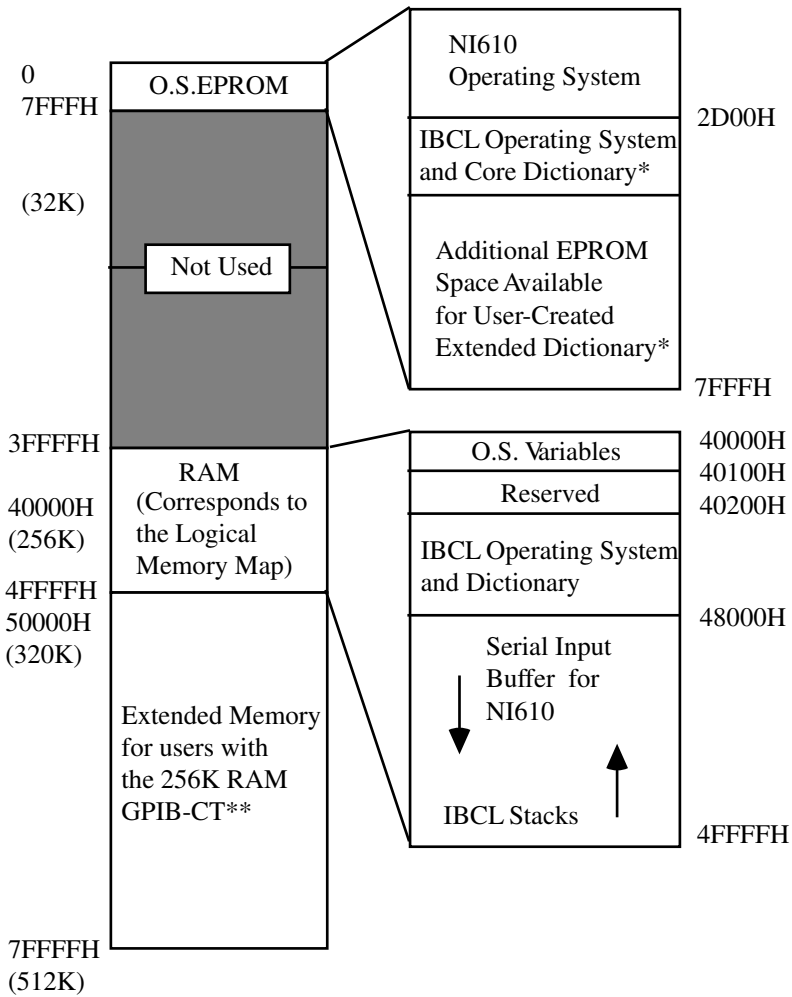 0
7FFFH
(32K)
3FFFFH
40000H
(256K)
4FFFFH
50000H
(320K)
7FFFFH
(512K)
O.S.EPROM
Not Used
RAM
(Corresponds to
the Logical
Memory Map)
Extended Memory
for users with
the 256K RAM
GPIB-CT**
NI610
Operating System
2D00H
IBCL Operating System
and Core Dictionary*
Additional EPROM
Space Available
for User-Created
Extended Dictionary*
7FFFH
O.S. Variables
40000H
40100H
Reserved
40200H
IBCL Operating System
and Dictionary
48000H
Serial Input
Buffer for
NI610
IBCL Stacks
4FFFFH